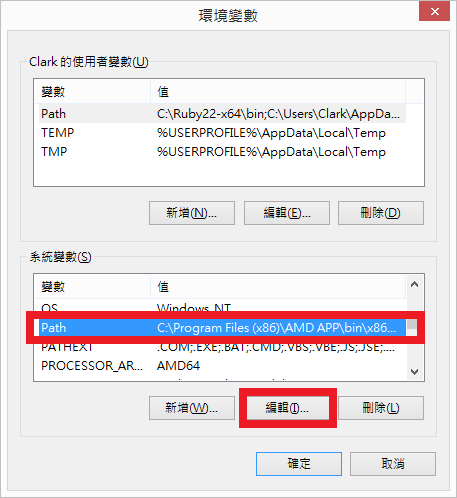 環境變數
Clark 的使用者變數(U)
變數 值
Path C:\Ruby22-x64\bin;C:\Users\Clark\AppDa...
TEMP %USERPROFILE%\AppData\Local\Temp
TMP %USERPROFILE%\AppData\Local\Temp
新增(N)... 編輯(E)... 刪除(D)
系統變數(S)
變數 值
OS Windows_NT
Path C:\Program Files (x86)\AMD APP\bin\x86...
PATHEXT .COM;.EXE;.BAT;.CMD;.VBS;.VBE;.JS;.JSE;....
PROCESSOR_AR... AMD64
新增(W)... 編輯(I)... 刪除(L)
確定 取消